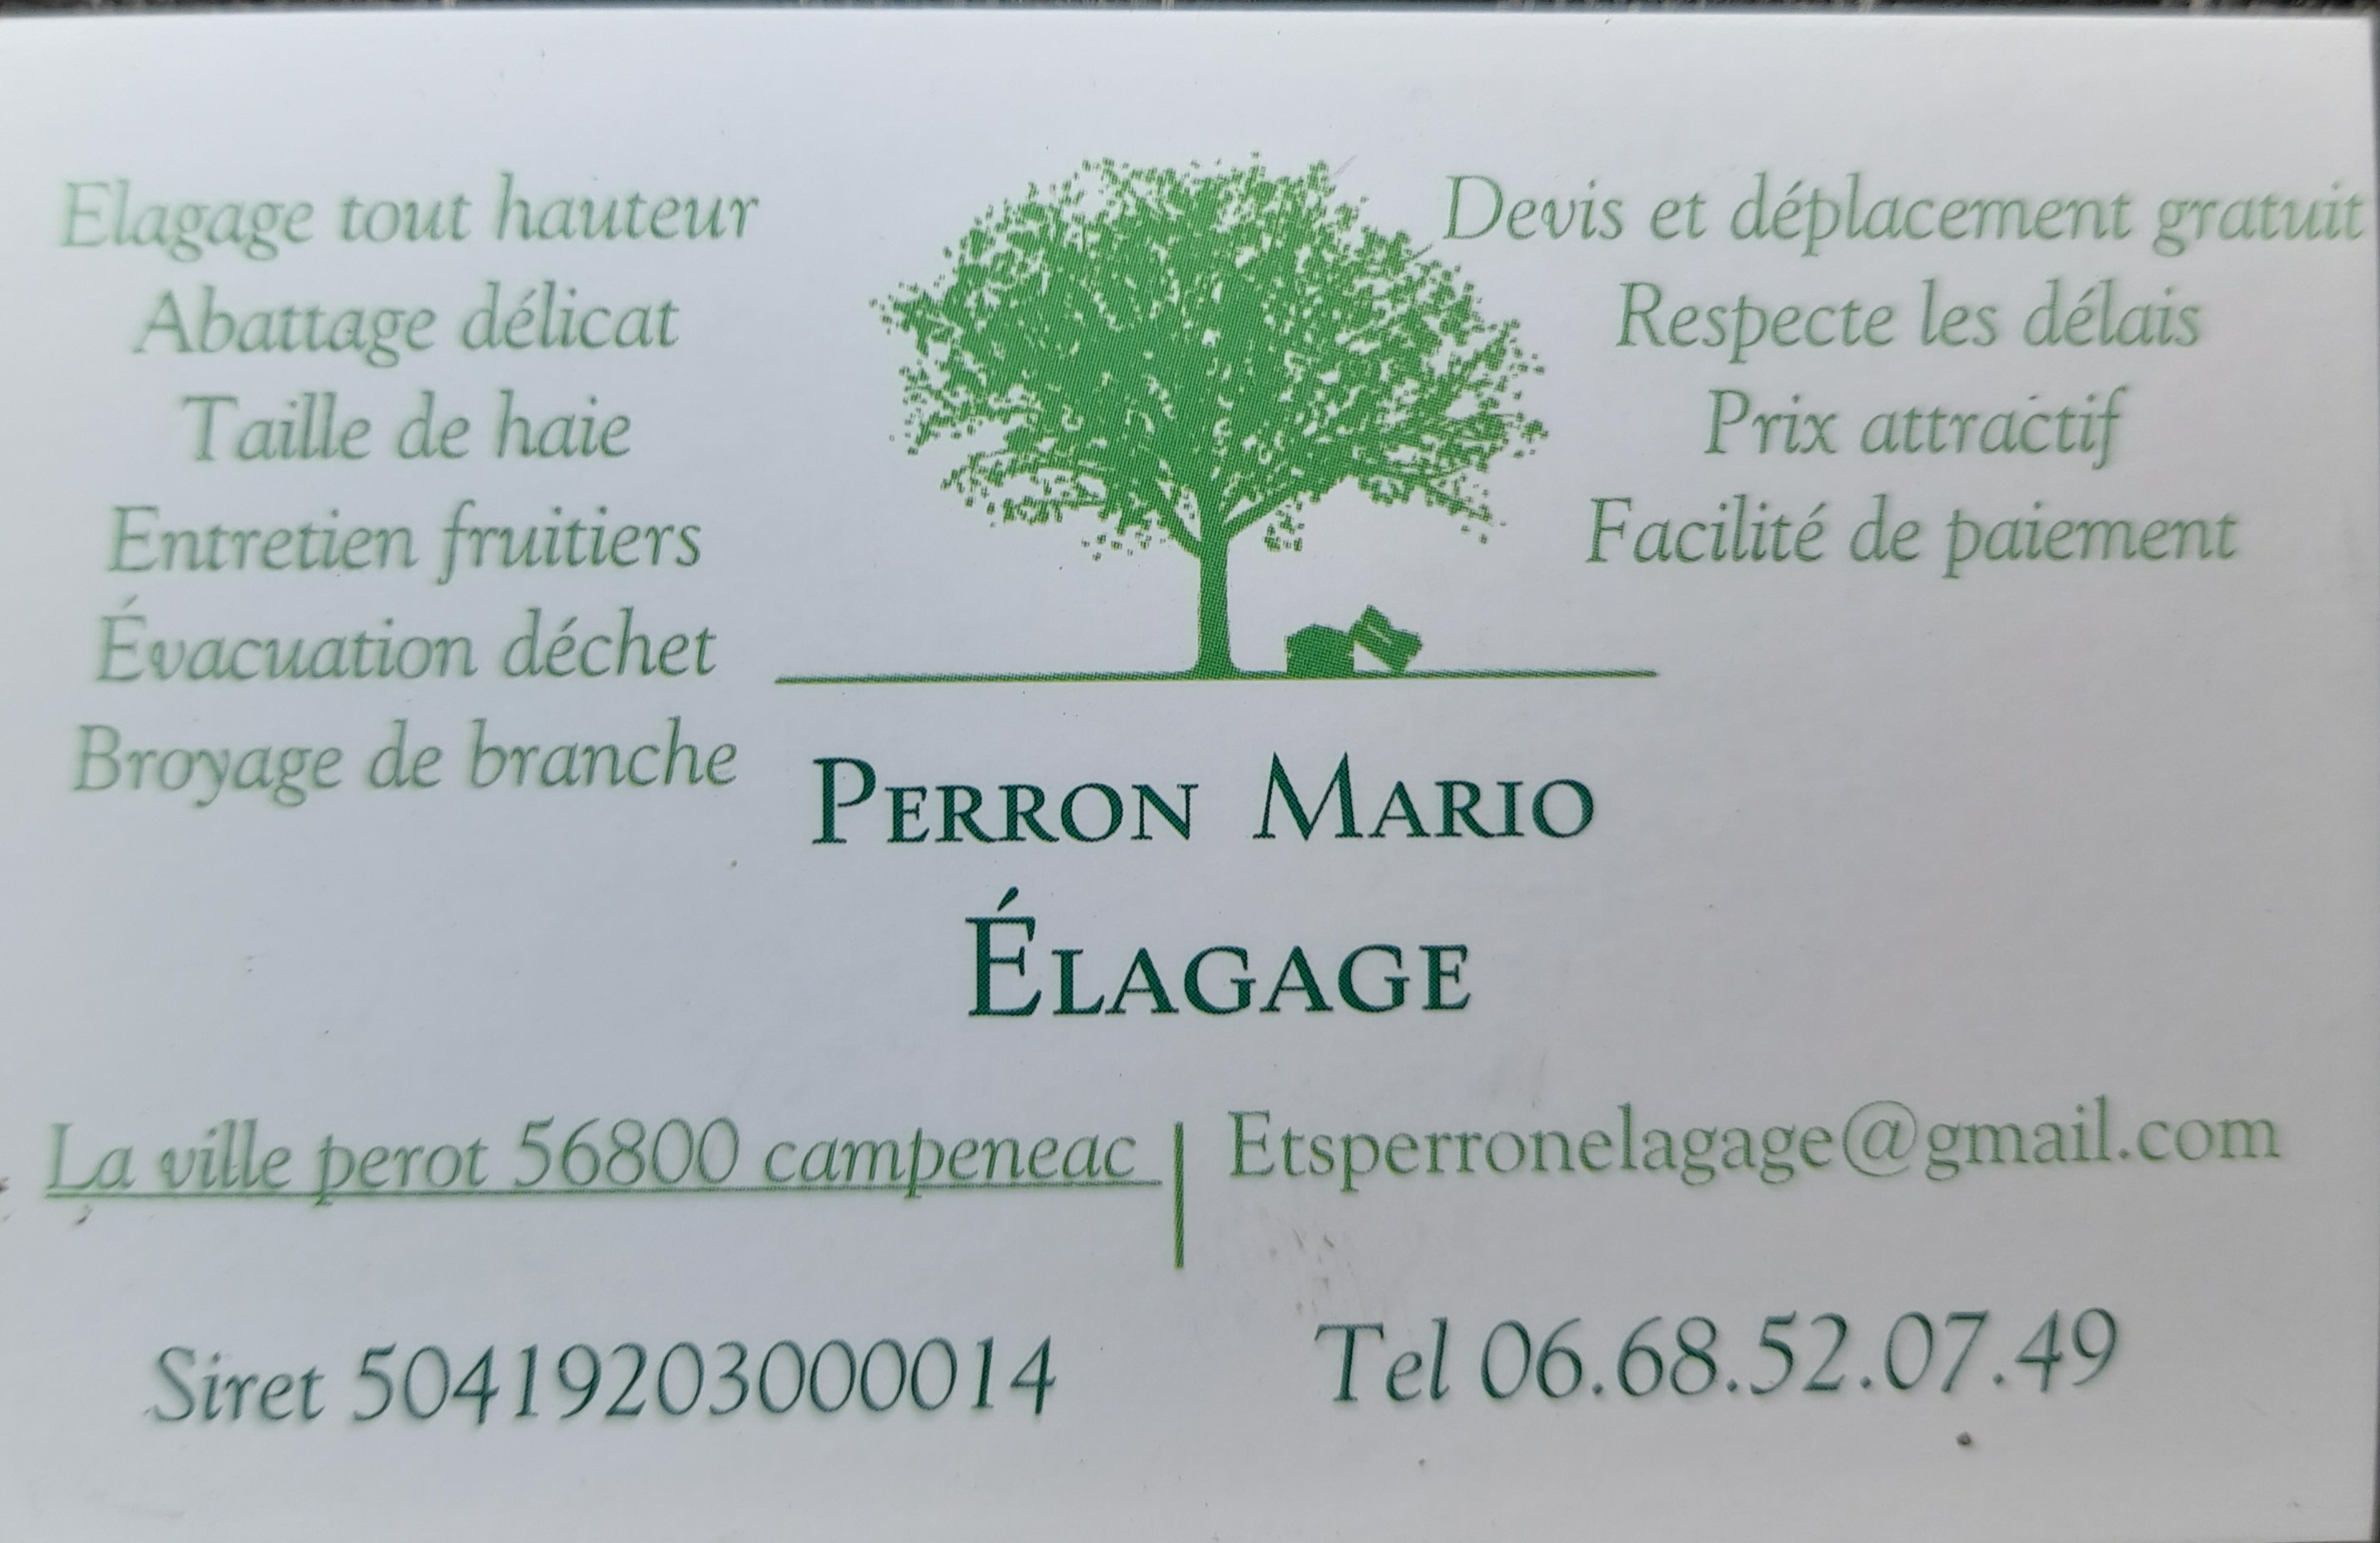 Elagage tout hauteur
Abattage délicat
Taille de haie
Entretien fruitiers
Évacuation déchet
Broyage de branche
Devis et déplacement gratuit
Respecte les délais
Prix attractif
Facilité de paiement
PERRON MARIO
ÉLAGAGE
La ville perot 56800 campeneac
Etsperronelagage@gmail.com
Siret 50419203000014
Tel 06.68.52.07.49